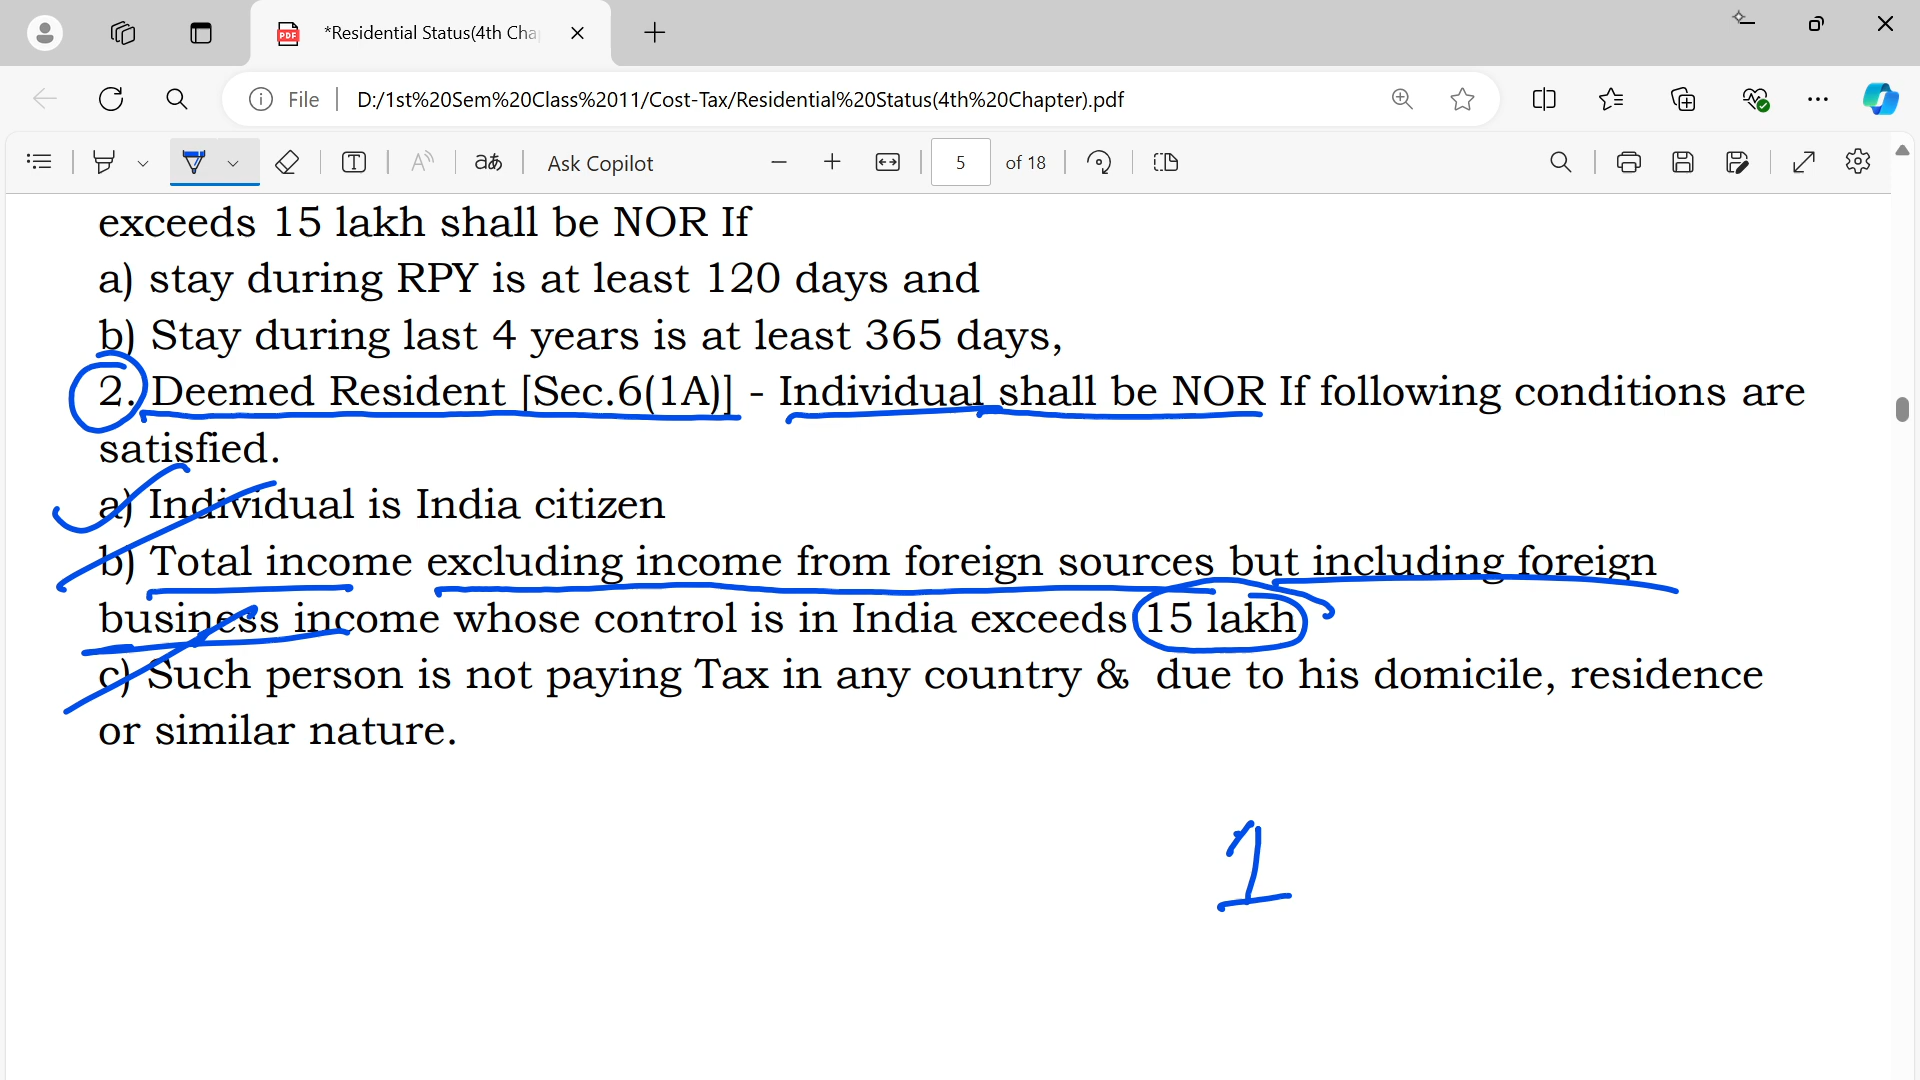 *Residential Status(4th Cha
File
D:/1st%20Sem%20Class%2011/Cost-Tax/Residential%20Status(4th%20Chapter).pdf
Ask Copilot
5 of 18
exceeds 15 lakh shall be NOR If
a) stay during RPY is at least 120 days and
b) Stay during last 4 years is at least 365 days,
2. Deemed Resident [Sec.6(1A)] - Individual shall be NOR If following conditions are
satisfied.
a) Individual is India citizen
b) Total income excluding income from foreign sources but including foreign
business income whose control is in India exceeds 15 lakh
c) Such person is not paying Tax in any country & due to his domicile, residence
or similar nature.
1